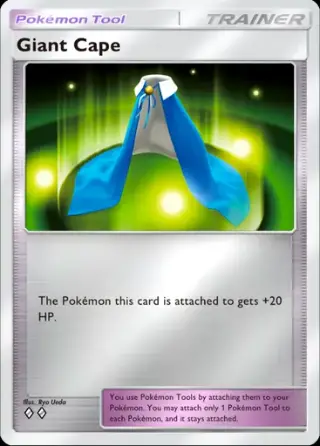 Pokémon Tool
TRAINER
Giant Cape
The Pokémon this card is attached to gets +20
HP.
Illus. Ryo Ueda
You use Pokémon Tools by attaching them to your
Pokémon. You may attach only 1 Pokémon Tool to
each Pokémon, and it stays attached.